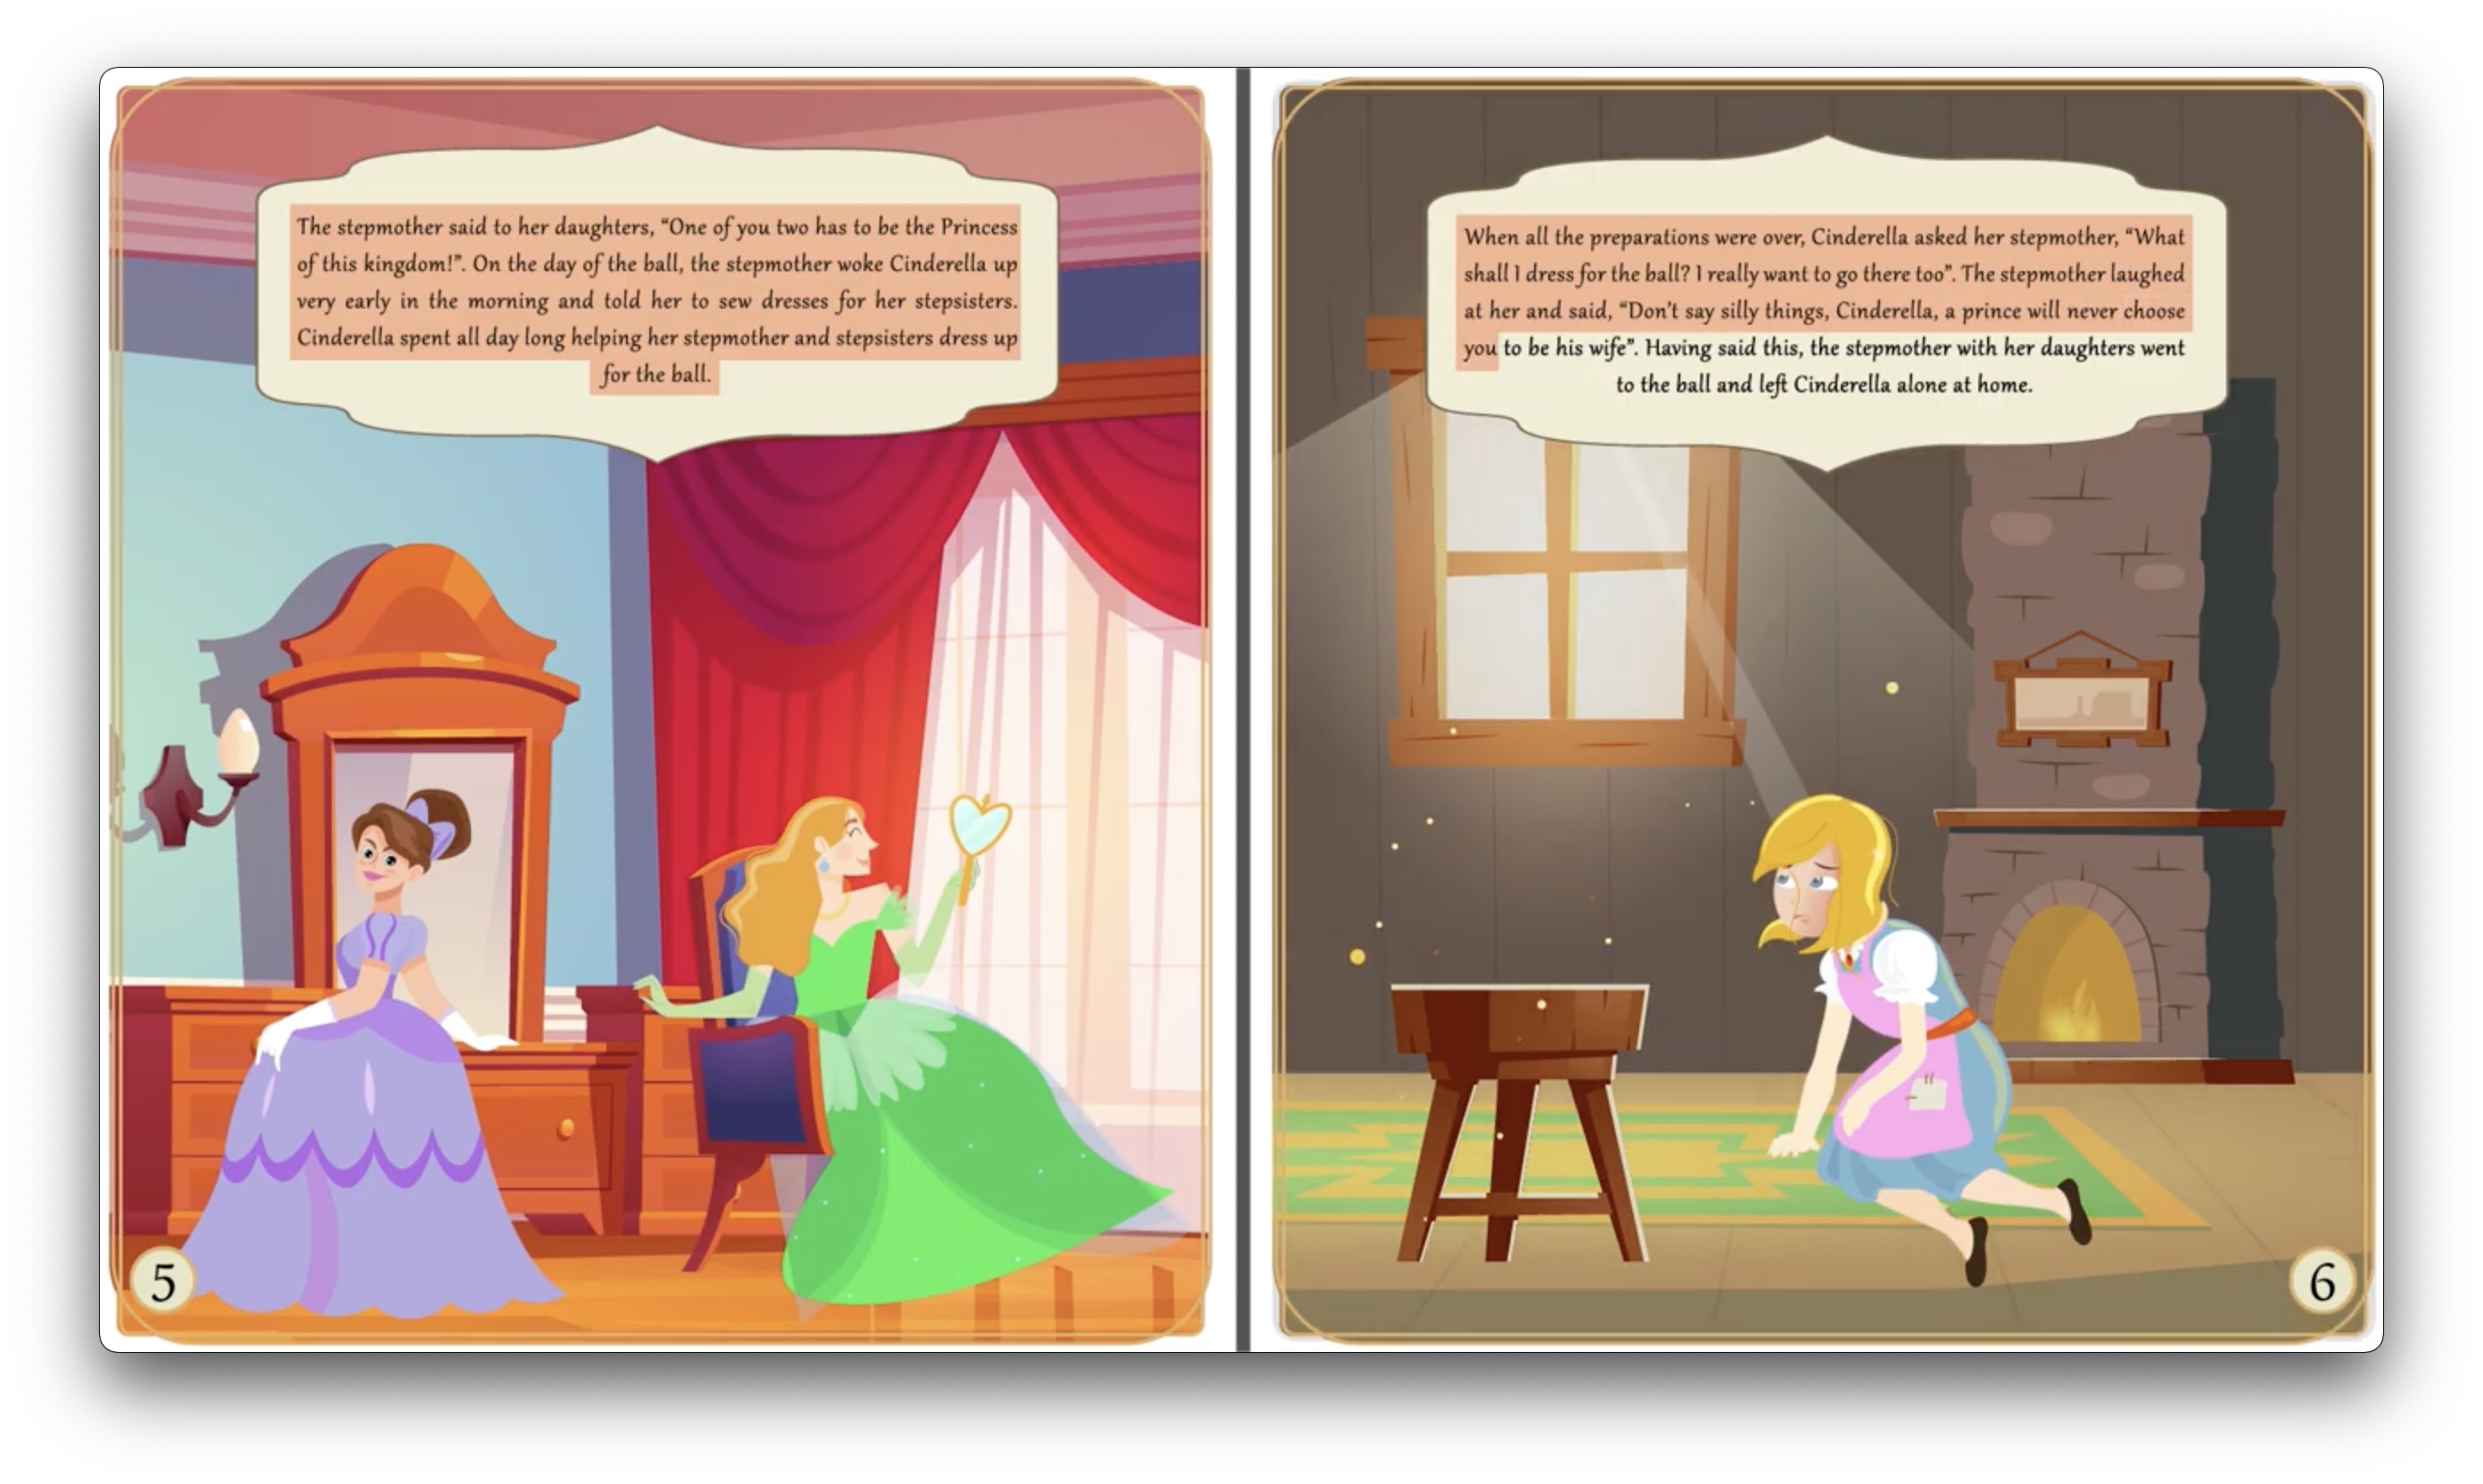 The stepmother said to her daughters, “One of you two has to be the Princess
of this kingdom!”. On the day of the ball, the stepmother woke Cinderella up
very early in the morning and told her to sew dresses for her stepsisters.
Cinderella spent all day long helping her stepmother and stepsisters dress up
for the ball.
5
When all the preparations were over, Cinderella asked her stepmother, “What
shall I dress for the ball? I really want to go there too”. The stepmother laughed
at her and said, “Don’t say silly things, Cinderella, a prince will never choose
you to be his wife”. Having said this, the stepmother with her daughters went
to the ball and left Cinderella alone at home.
6